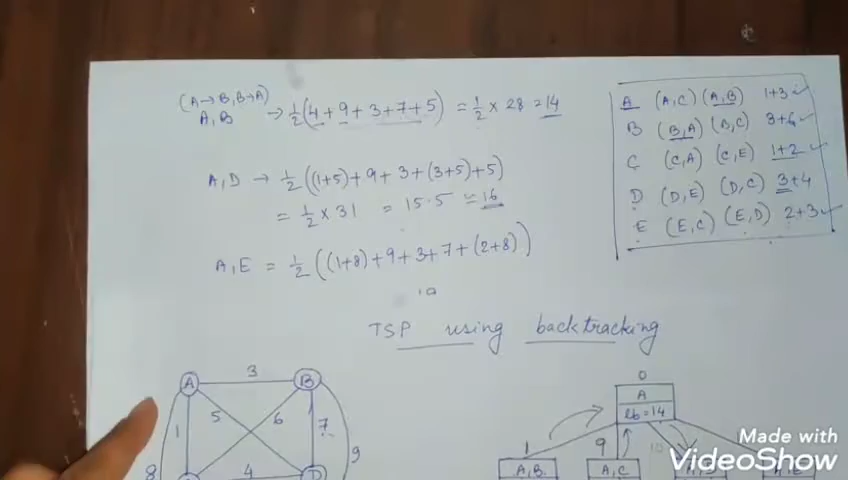 (A→B, B→A)
A,B → 1/2 (4+9+3+7+5) = 1/2 × 28 = 14
A,D → 1/2 ((1+5)+9+3+(3+5)+5)
= 1/2 × 31 = 15.5 ≃ 16
A,E = 1/2 ((1+8)+9+3+7+(2+8))
A (A,C) (A,B) 1+3 ✓
B (B,A) (B,C) 3+6 ✓
C (C,A) (C,E) 1+2 ✓
D (D,E) (D,C) 3+4
E (E,C) (E,D) 2+3 ✓
TSP using backtracking
A 3 B
1 5 6 7
8 4 D 9
0
A
lb=14
1 9
A,B A,C A,E
Made with
VideoShow